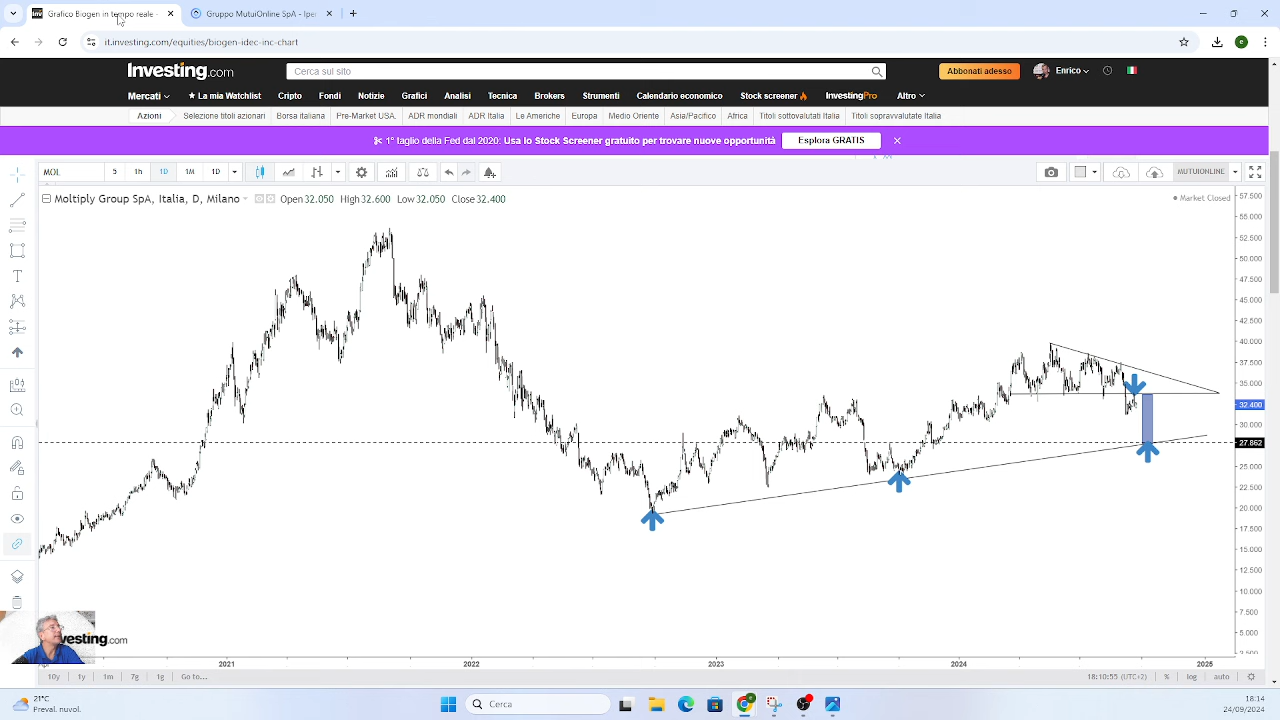 Grafico Biogen in tempo reale -
Gruppo MutuiOnline SpA - Iper
it.investing.com/equities/biogen-idec-inc-chart
e
Investing.com
Cerca sul sito
Abbonati adesso
Enrico
Mercati
La mia Watchlist
Cripto
Fondi
Notizie
Grafici
Analisi
Tecnica
Brokers
Strumenti
Calendario economico
Stock screener
InvestingPro
Altro
Azioni
Selezione titoli azionari
Borsa italiana
Pre-Market USA.
ADR mondiali
ADR Italia
Le Americhe
Europa
Medio Oriente
Asia/Pacifico
Africa
Titoli sottovalutati Italia
Titoli sopravvalutate Italia
1° taglio della Fed dal 2020: Usa lo Stock Screener gratuito per trovare nuove opportunità
Esplora GRATIS
MOL
5
1h
1D
1M
1D
MUTUIONLINE
Moltiply Group SpA, Italia, D, Milano
Open 32.050 High 32.600 Low 32.050 Close 32.400
Market Closed
57.500
55.000
52.500
50.000
47.500
45.000
42.500
40.000
37.500
35.000
32.400
30.000
27.862
25.000
22.500
20.000
17.500
15.000
12.500
10.000
7.500
5.000
2.500
T
Investing.com
2021
2022
2023
2024
2025
10y
1y
1m
7g
1g
Go to...
18:10:55 (UTC+2)
%
log
auto
21°C
Preval. nuvol.
Cerca
18:14
24/09/2024